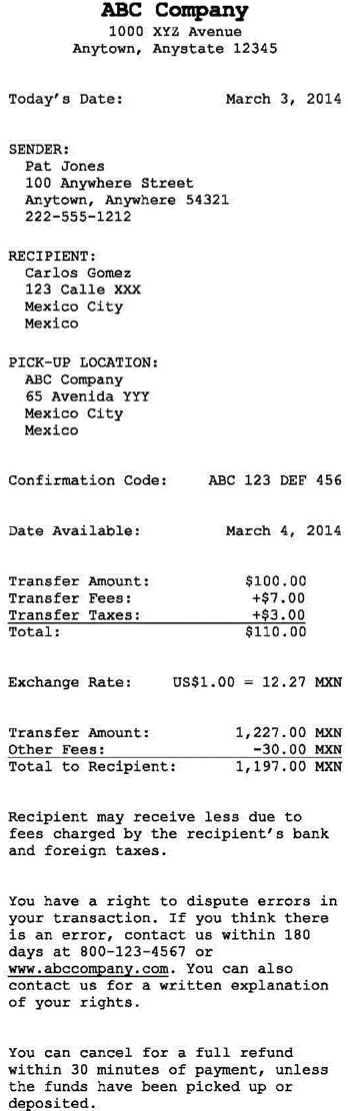 ABC Company
1000 XYZ Avenue
Anytown, Anystate 12345
Today's Date: March 3, 2014
SENDER:
Pat Jones
100 Anywhere Street
Anytown, Anywhere 54321
222-555-1212
RECIPIENT:
Carlos Gomez
123 Calle XXX
Mexico City
Mexico
PICK-UP LOCATION:
ABC Company
65 Avenida YYY
Mexico City
Mexico
Confirmation Code: ABC 123 DEF 456
Date Available: March 4, 2014
Transfer Amount: $100.00
Transfer Fees: +$7.00
Transfer Taxes: +$3.00
Total: $110.00
Exchange Rate: US$1.00 = 12.27 MXN
Transfer Amount: 1,227.00 MXN
Other Fees: -30.00 MXN
Total to Recipient: 1,197.00 MXN
Recipient may receive less due to
fees charged by the recipient's bank
and foreign taxes.
You have a right to dispute errors in
your transaction. If you think there
is an error, contact us within 180
days at 800-123-4567 or
www.abccompany.com. You can also
contact us for a written explanation
of your rights.
You can cancel for a full refund
within 30 minutes of payment, unless
the funds have been picked up or
deposited.